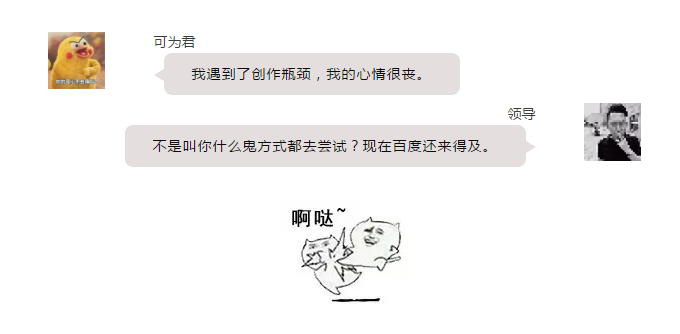 可为君
我遇到了创作瓶颈，我的心情很丧。
领导
不是叫你什么鬼方式都去尝试？现在百度还来得及。
啊哒~